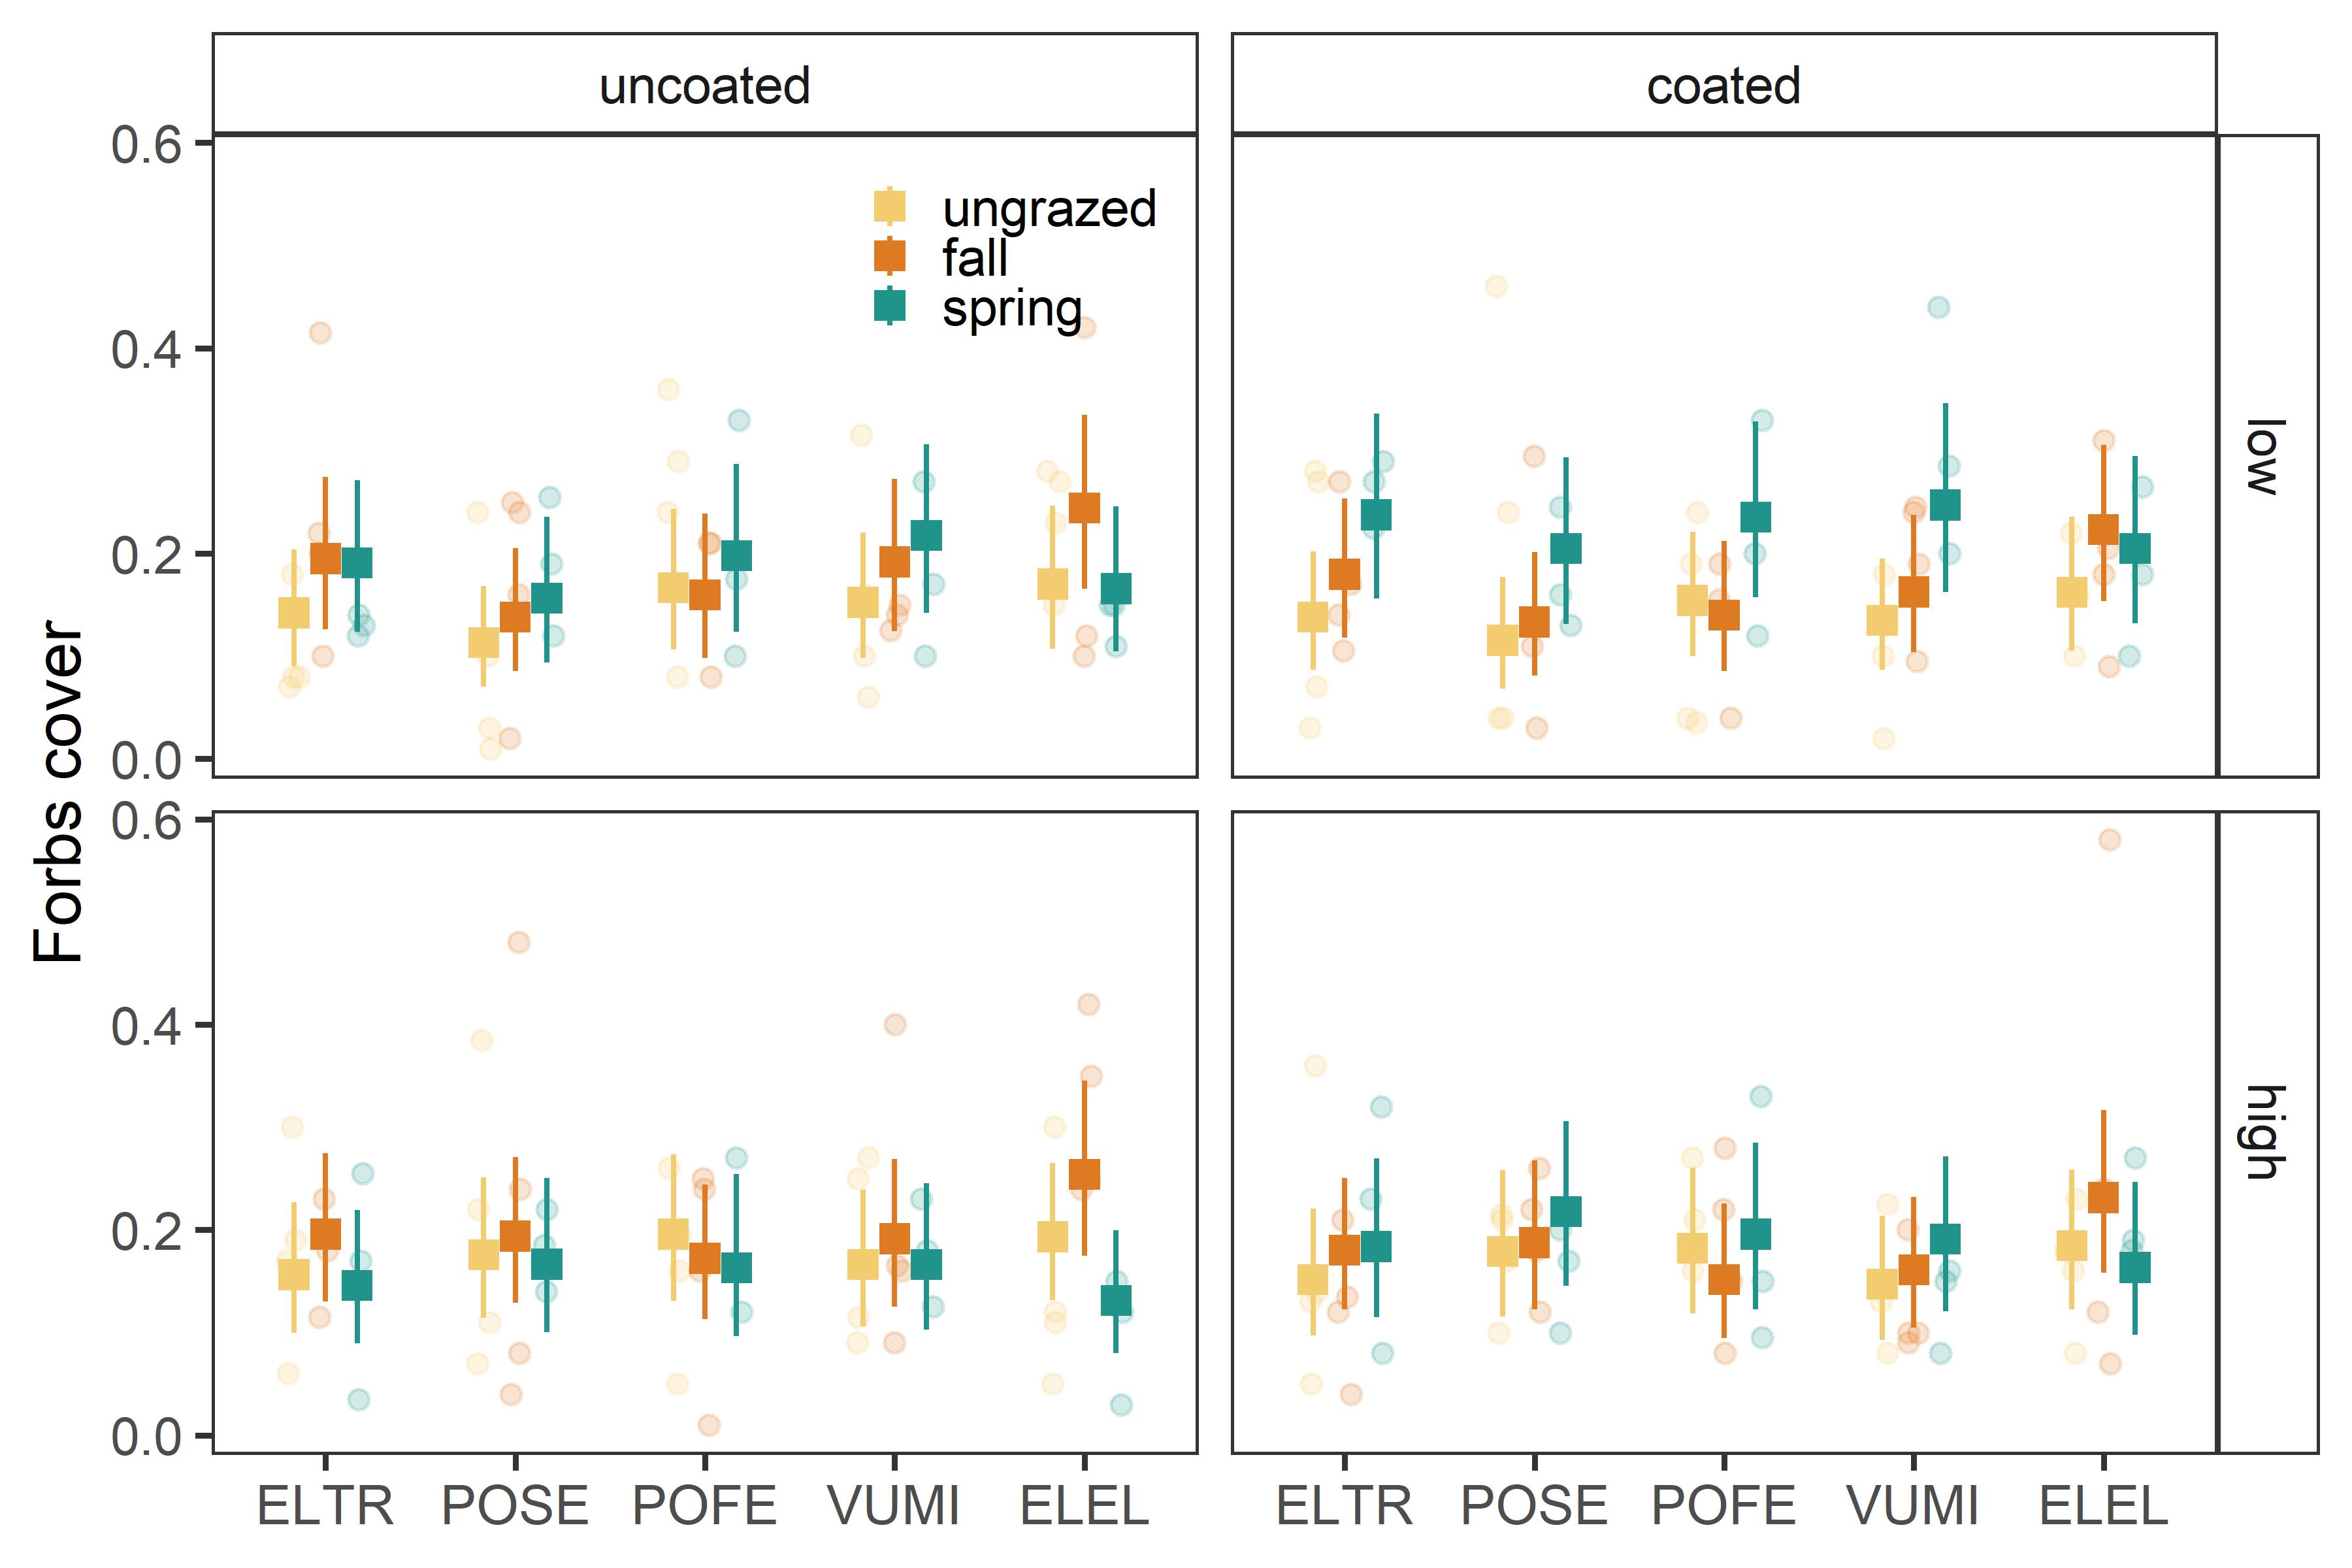 uncoated
coated
0.6
0.4
0.2
0.0
ungrazed
fall
spring
low
Forbs cover
0.6
0.4
0.2
0.0
high
ELTR POSE POFE VUMI ELEL
ELTR POSE POFE VUMI ELEL